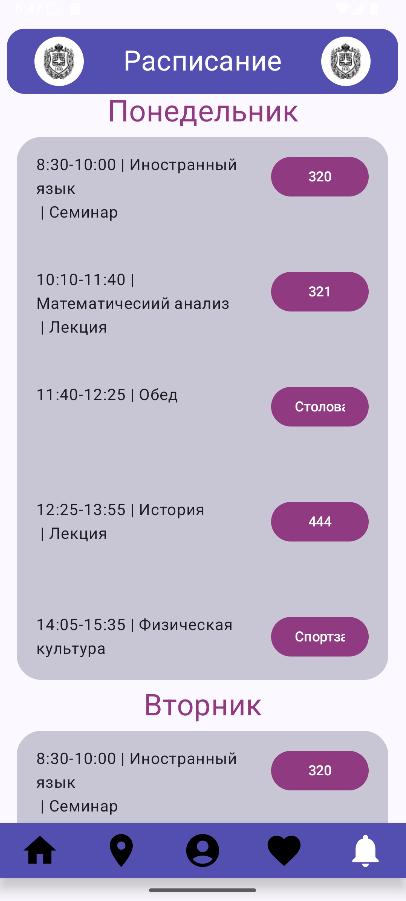 Расписание
Понедельник
8:30-10:00 | Иностранный
язык
| Семинар
320
10:10-11:40 |
Математичесиий анализ
| Лекция
321
11:40-12:25 | Обед
Столова
12:25-13:55 | История
| Лекция
444
14:05-15:35 | Физическая
культура
Спортза
Вторник
8:30-10:00 | Иностранный
язык
| Семинар
320